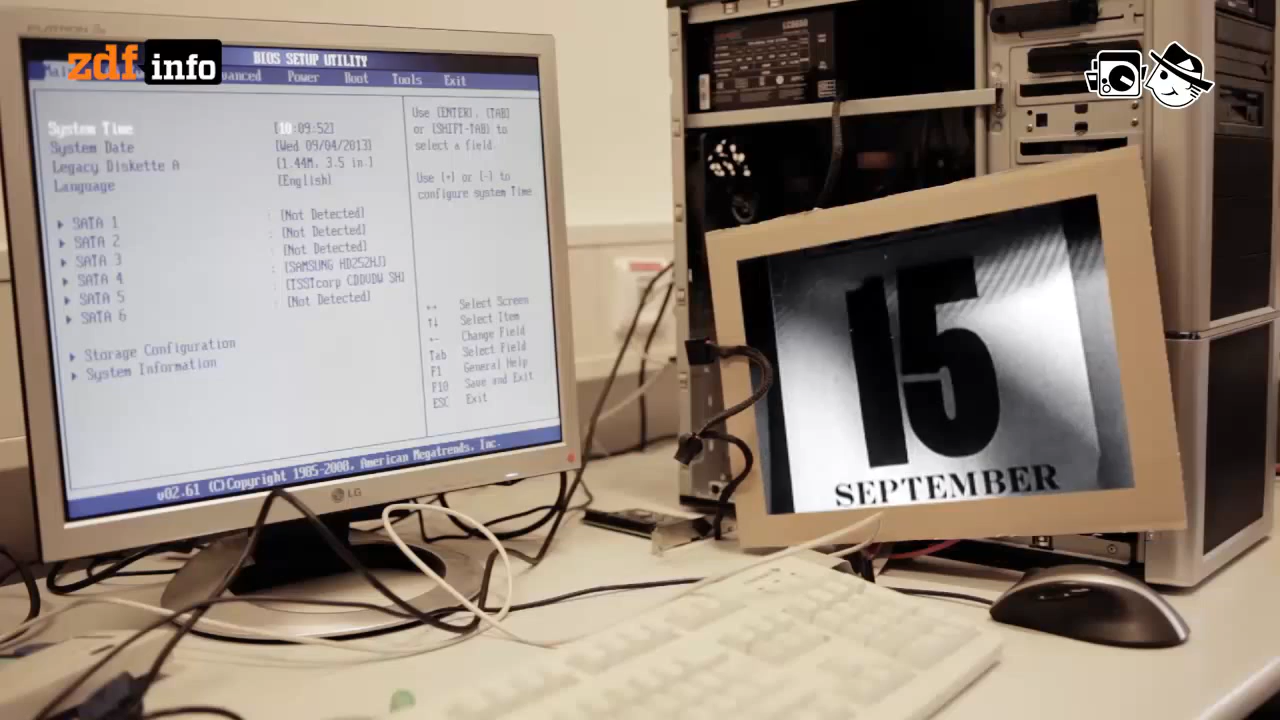 zdf info
BIOS SETUP UTILITY
Advanced Power Boot Tools Exit
System Time [10:09:52]
System Date [Wed 09/04/2013]
Legacy Diskette A [1.44M, 3.5 in.]
Language [English]
SATA 1 : [Not Detected]
SATA 2 : [Not Detected]
SATA 3 : [Not Detected]
SATA 4 : [SAMSUNG HD252HJ]
SATA 5 : [TSSTcorp CDDVDW SH]
SATA 6 : [Not Detected]
Storage Configuration
System Information
Use [ENTER], [TAB]
or [SHIFT-TAB] to
select a field.
Use [+] or [-] to
configure system Time
↔ Select Screen
↑↓ Select Item
+- Change Field
Tab Select Field
F1 General Help
F10 Save and Exit
ESC Exit
v02.61 (C)Copyright 1985-2008, American Megatrends, Inc.
LG
15
SEPTEMBER